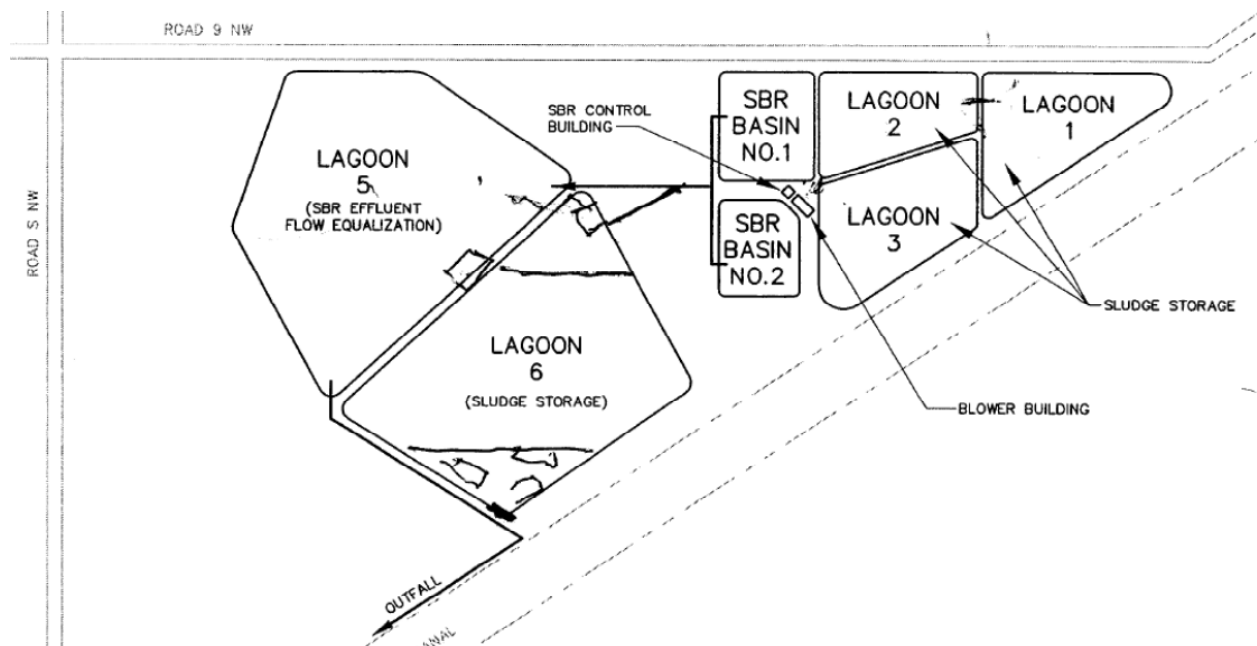 ROAD 9 NW
ROAD S NW
SBR CONTROL
BUILDING
SBR
BASIN
NO.1
LAGOON
2
LAGOON
1
LAGOON
5
(SBR EFFLUENT
FLOW EQUALIZATION)
SBR
BASIN
NO.2
LAGOON
3
SLUDGE STORAGE
LAGOON
6
(SLUDGE STORAGE)
BLOWER BUILDING
OUTFALL
ANAL